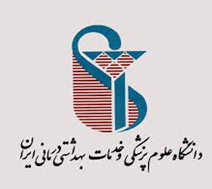 دانشگاه علوم پزشکی و خدمات بهداشتی درمانی ایران